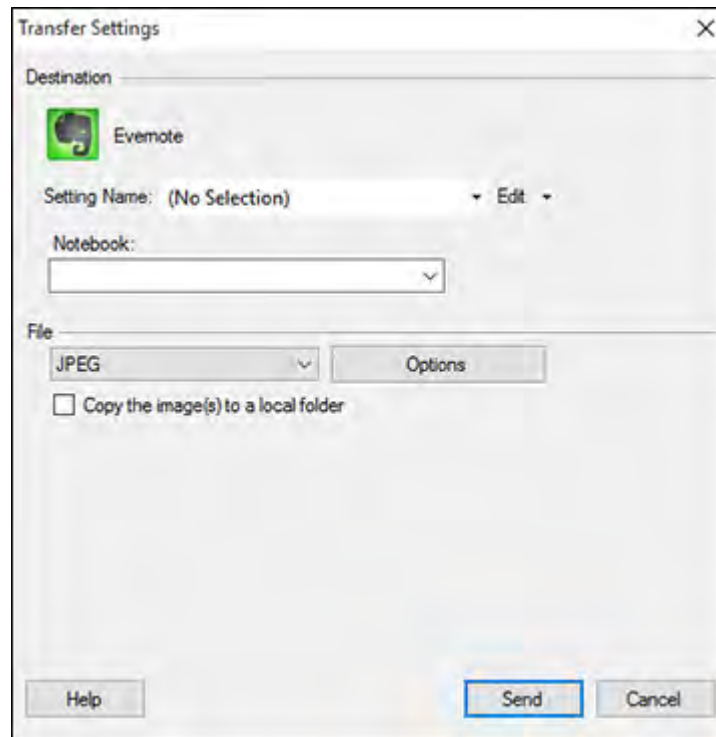 Transfer Settings
Destination
Evernote
Setting Name: (No Selection) Edit
Notebook:
File
JPEG Options
Copy the image(s) to a local folder
Help Send Cancel